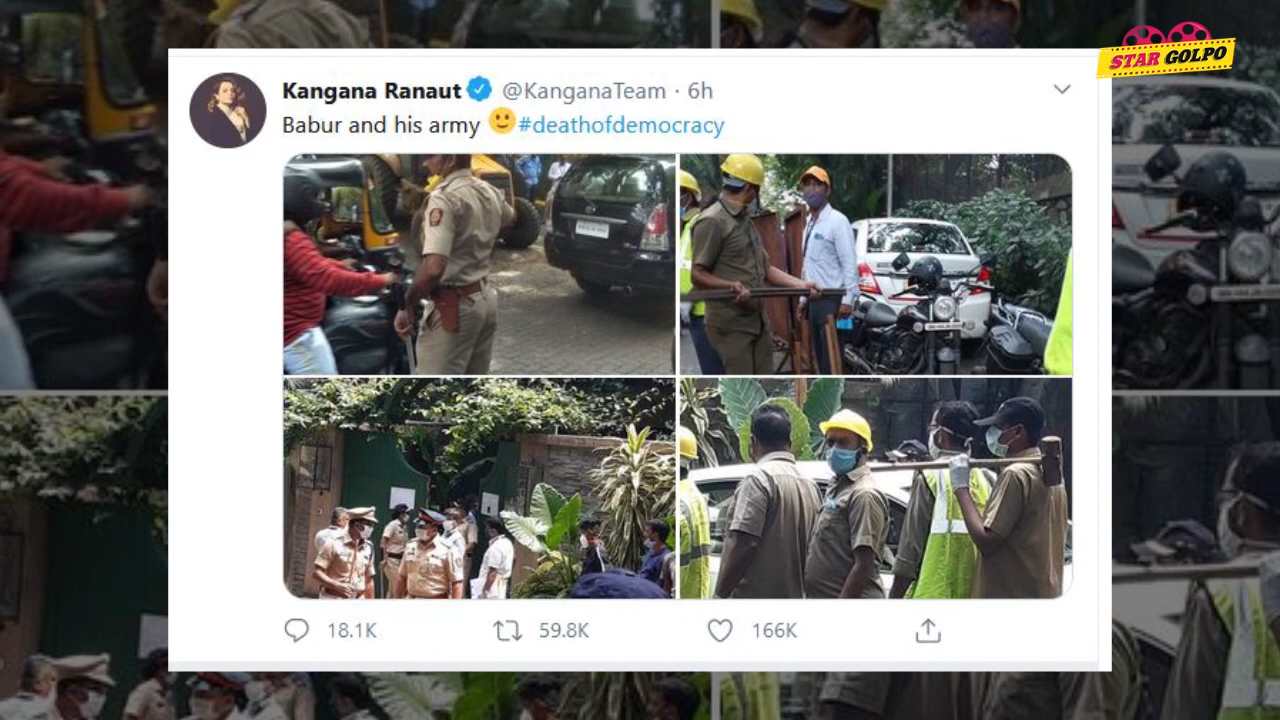 STAR GOLPO
Kangana Ranaut @KanganaTeam · 6h
Babur and his army 🙂#deathofdemocracy
18.1K 59.8K 166K